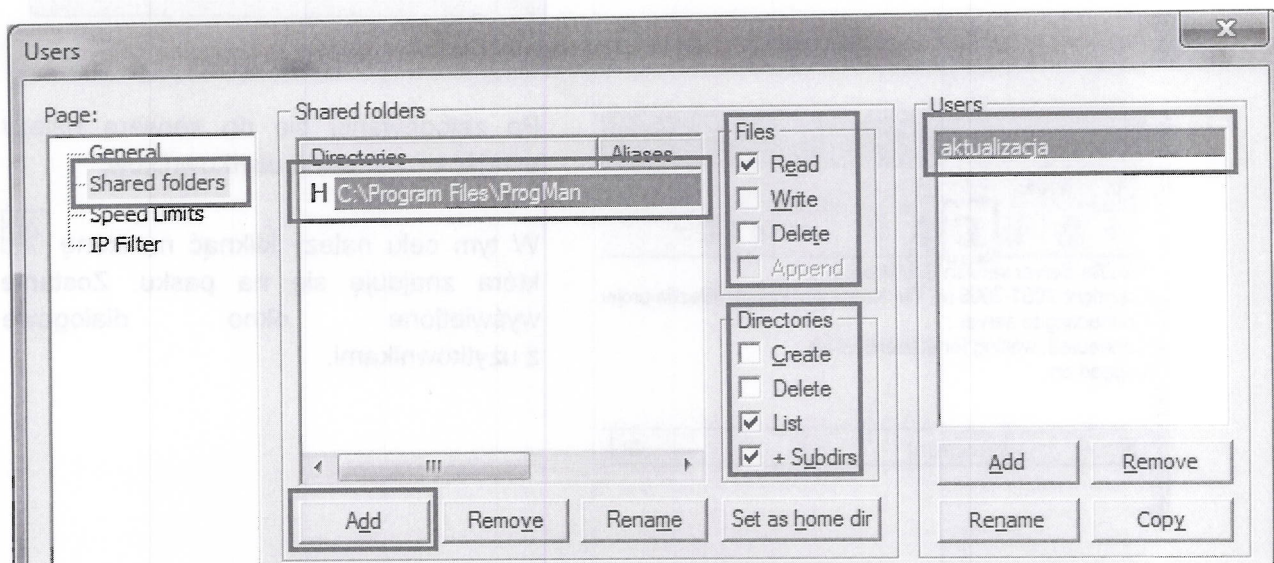 Users
X
Page:
General
Shared folders
Speed Limits
IP Filter
Shared folders
Directories
Aliases
H C:\Program Files\ProgMan
Add
Remove
Rename
Set as home dir
Files
Read
Write
Delete
Append
Directories
Create
Delete
List
+ Subdirs
Users
aktualizacja
Add
Remove
Rename
Copy
W tym celu należy kliknąć
która znajduje się na pasku. Zostanie
wyświetlone okno dialogowe
z użytkownikami.